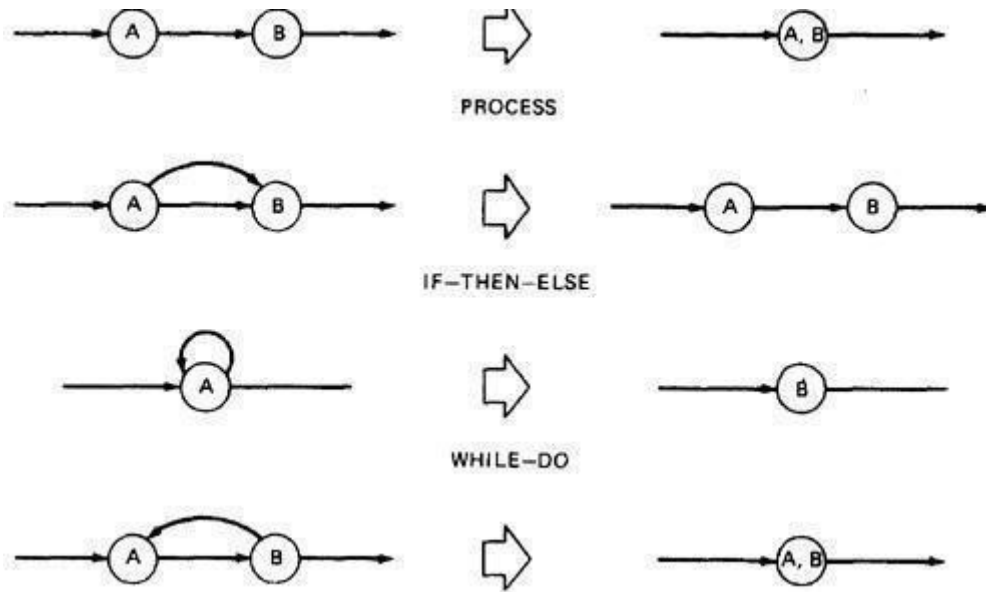 A B A, B
PROCESS
A B A B
IF-THEN-ELSE
A B
WHILE-DO
A B A, B